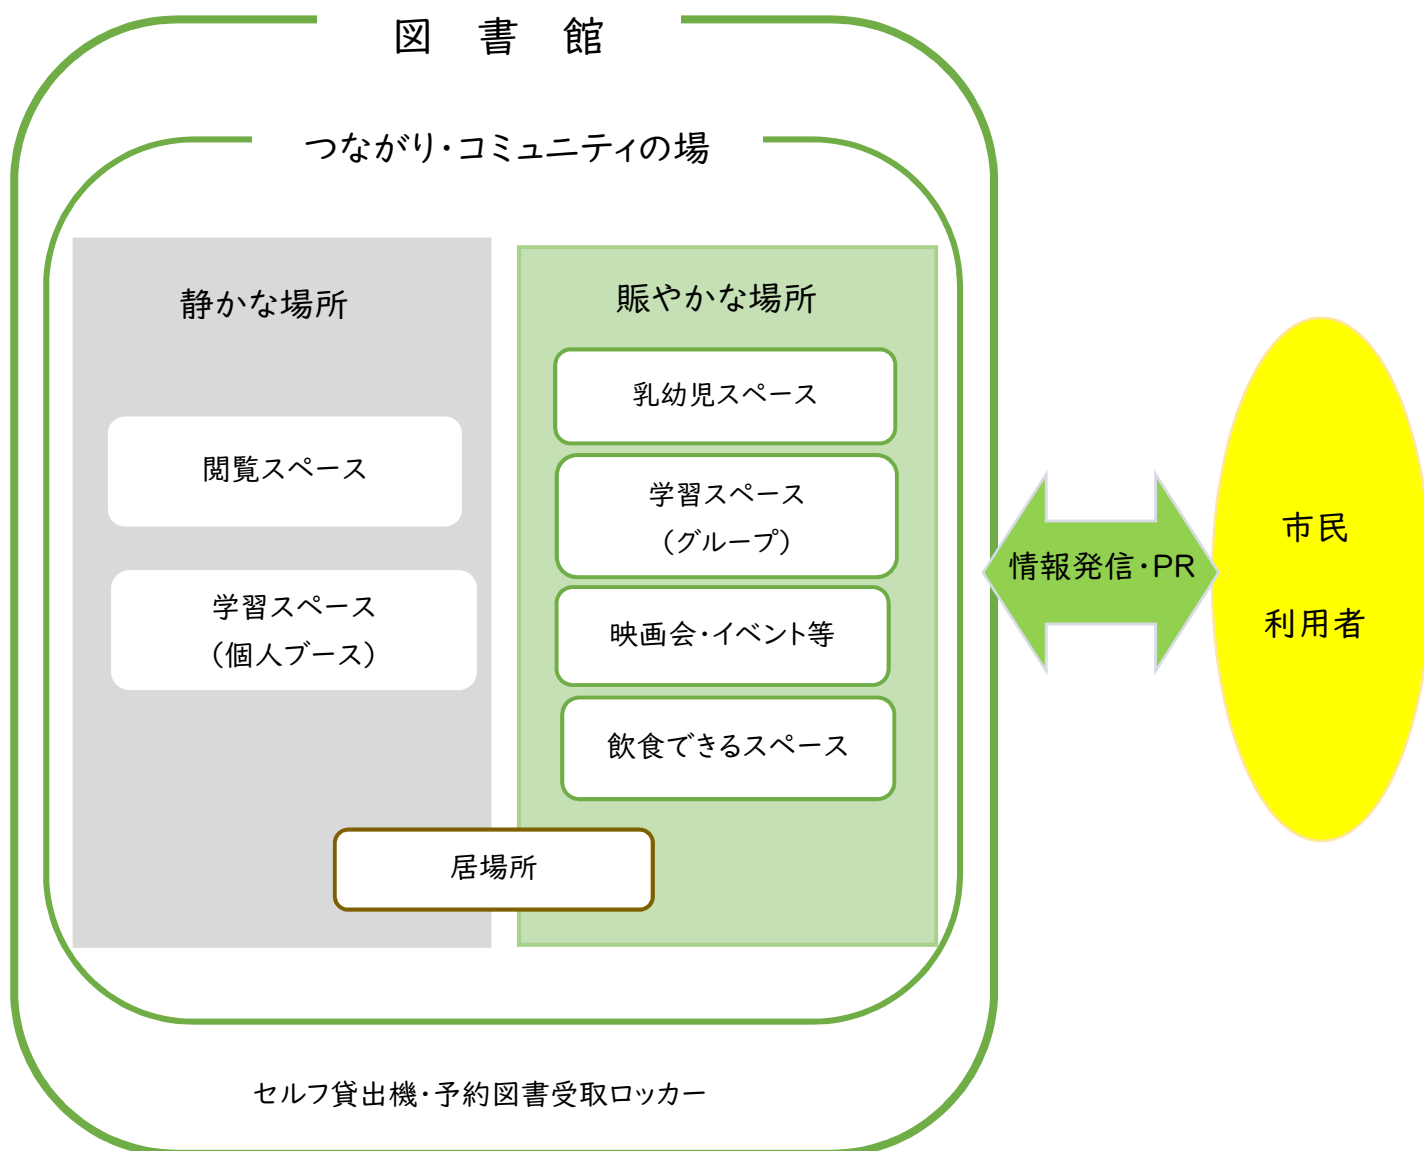 図　書　館
つながり・コミュニティの場
静かな場所
閲覧スペース
学習スペース
（個人ブース）
賑やかな場所
乳幼児スペース
学習スペース
（グループ）
映画会・イベント等
飲食できるスペース
居場所
セルフ貸出機・予約図書受取ロッカー
情報発信・PR
市民
利用者